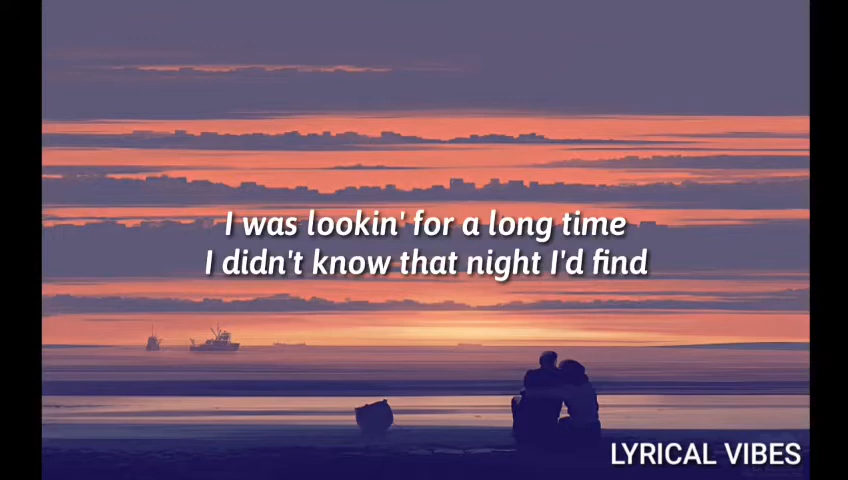 I was lookin' for a long time
I didn't know that night I'd find
LYRICAL VIBES